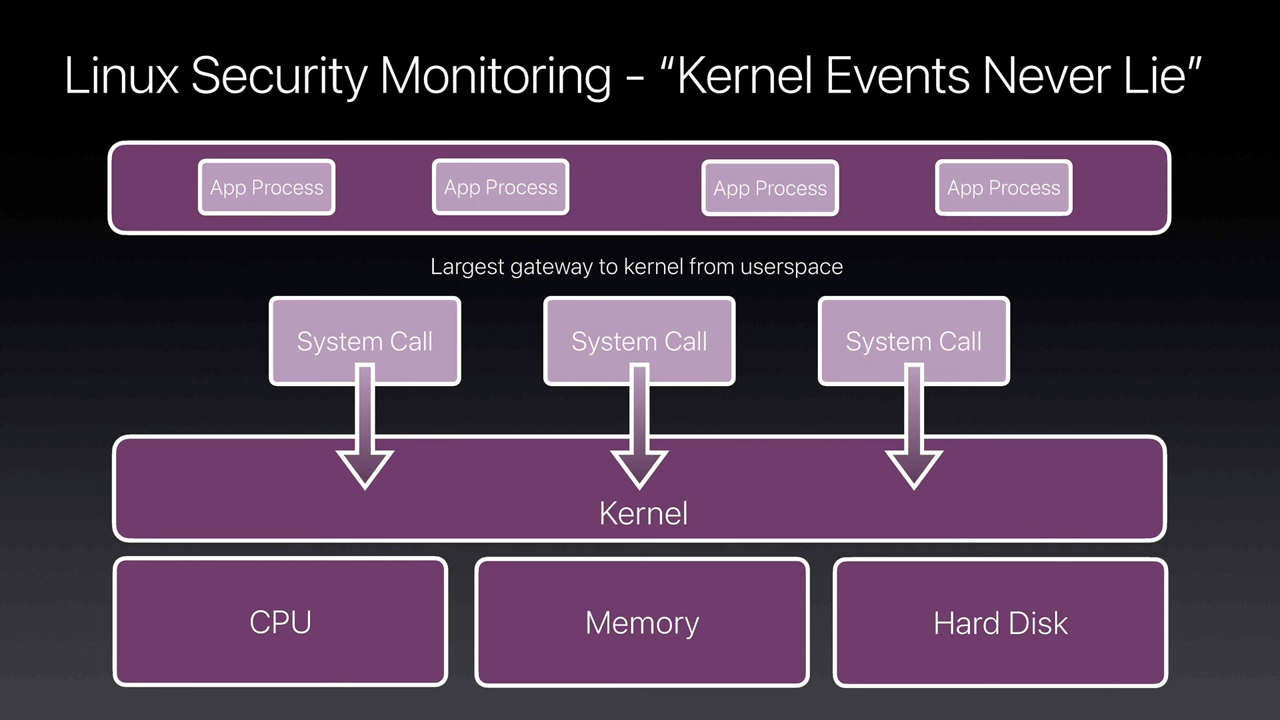 Linux Security Monitoring - “Kernel Events Never Lie”
App Process
App Process
App Process
App Process
Largest gateway to kernel from userspace
System Call
System Call
System Call
Kernel
CPU
Memory
Hard Disk